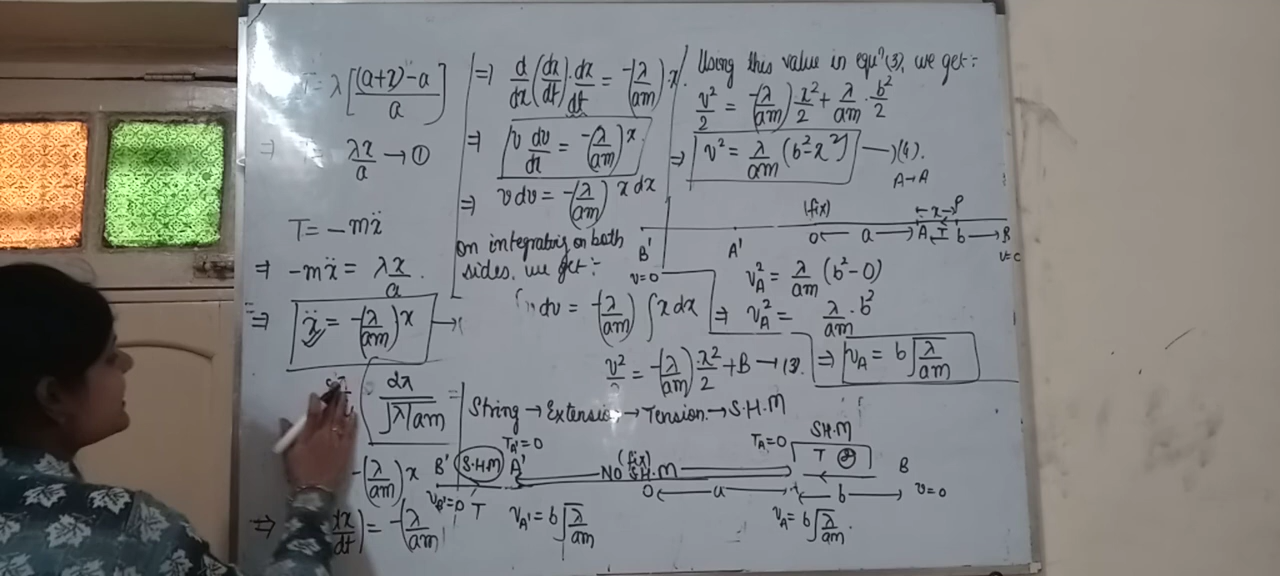 T = λ[((a+x) - a)/a]
⇒ T = λx/a → ①
T = -mẍ
⇒ -mẍ = λx/a.
⇒ ẍ = -(λ/am)x →
dx/√λ/am =
-(λ/am)x
⇒ dx/dt) = -(λ/am
⇒ d/dx (dx/dt).dx/dt = -(λ/am)x.
⇒ v dv/dx = -(λ/am)x
⇒ v dv = -(λ/am) x dx
On integrating on both
sides, we get:
dv = -(λ/am) ∫x dx
v²/2 = -(λ/am) x²/2 + B → (3).
Using this value in equⁿ(3), we get:
v²/2 = -(λ/am) x²/2 + λ/am . b²/2
⇒ v² = λ/am (b²-x²) → (4).
A→A
(fix) ←x→ P
B' A' O ← a → A T b → B
v=0 v=0
v_A² = λ/am (b²-0)
⇒ v_A² = λ/am . b²
⇒ v_A = b√λ/am
String → Extension → Tension → S.H.M
T_A'=0 T_A=0 S.H.M
B' S.H.M A' (fix) NO S.H.M T B
O ← a → A ← b → v=0
v_B'=0 T v_A' = b√λ/am v_A = b√λ/am.